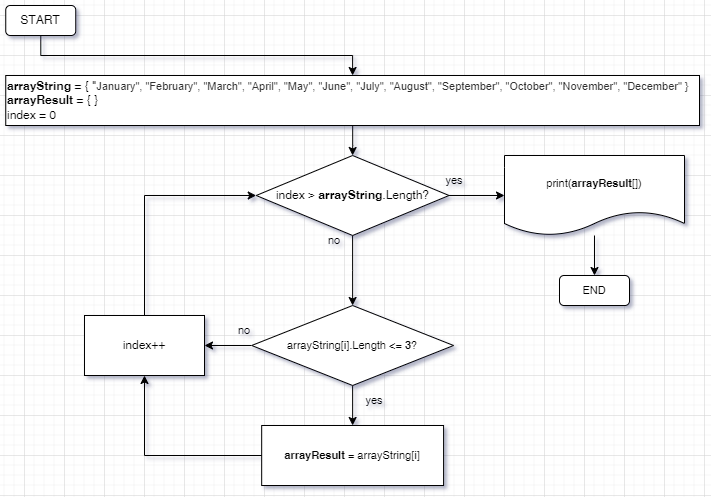 START
arrayString = { "January", "February", "March", "April", "May", "June", "July", "August", "September", "October", "November", "December" }
arrayResult = { }
index = 0
index > arrayString.Length?
yes
print(arrayResult[])
no
END
arrayString[i].Length <= 3?
no
index++
yes
arrayResult = arrayString[i]